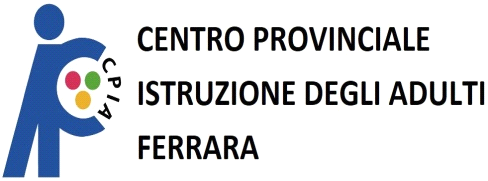 CPIA
CENTRO PROVINCIALE
ISTRUZIONE DEGLI ADULTI
FERRARA